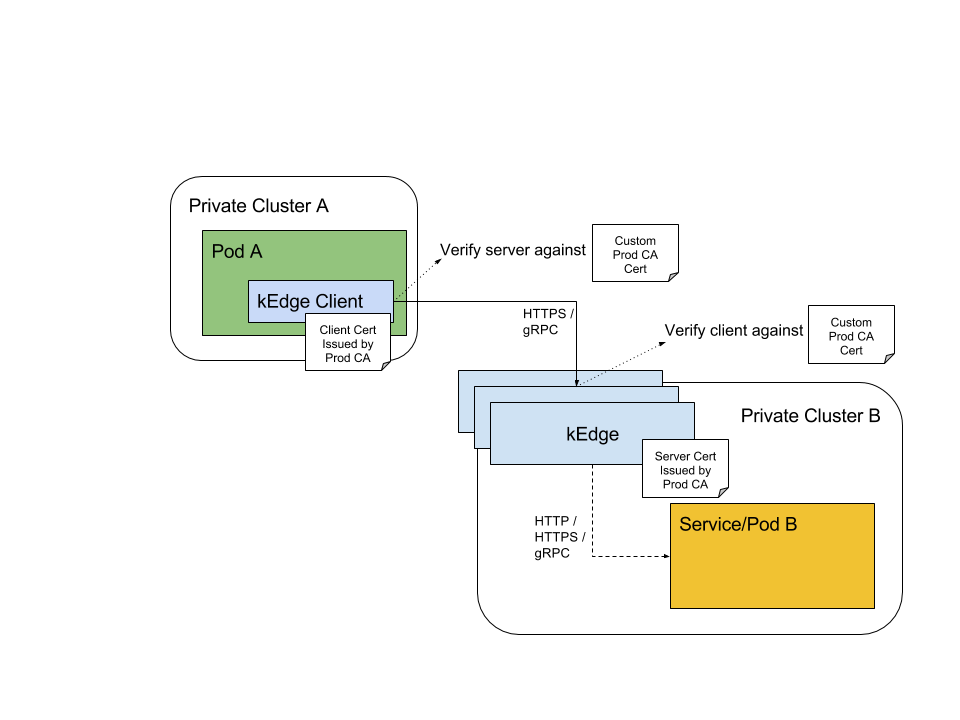 Private Cluster A
Pod A
kEdge Client
Client Cert
Issued by
Prod CA
Verify server against
Custom
Prod CA
Cert
HTTPS /
gRPC
Verify client against
Custom
Prod CA
Cert
Private Cluster B
kEdge
Server Cert
Issued by
Prod CA
HTTP /
HTTPS /
gRPC
Service/Pod B